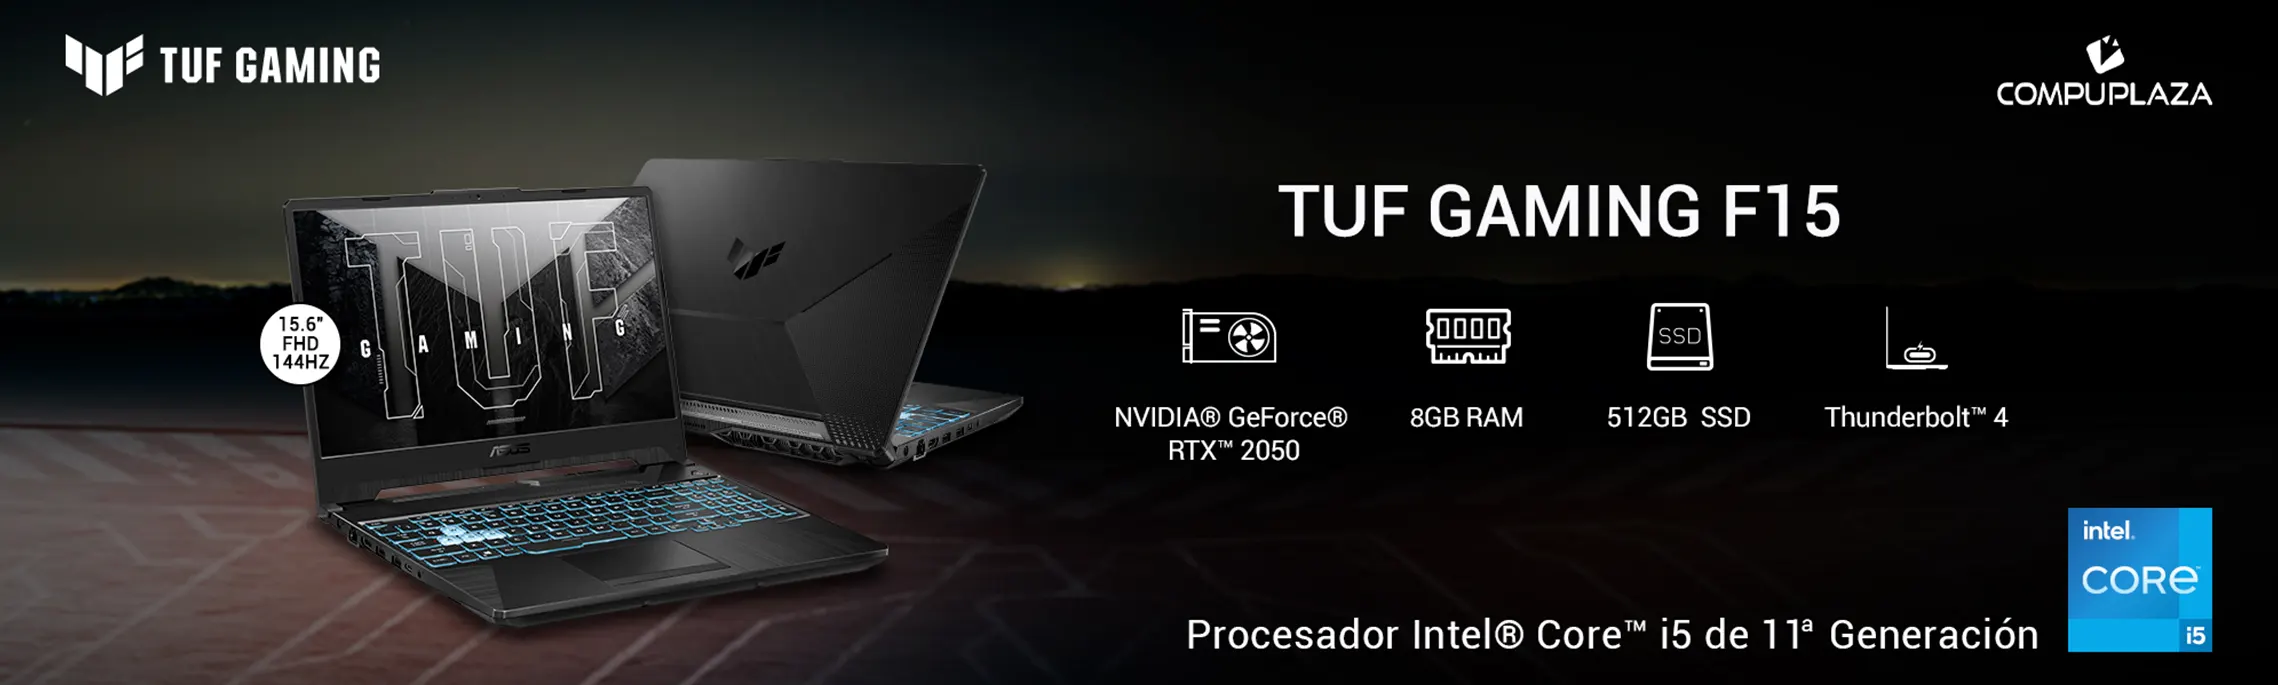 TUF GAMING
COMPUPLAZA
TUF GAMING F15
15.6"
FHD
144HZ
TUF
GAMING
ASUS
SSD
NVIDIA® GeForce®
RTX™ 2050
8GB RAM
512GB SSD
Thunderbolt™ 4
Procesador Intel® Core™ i5 de 11ª Generación
intel.
CORE™
i5